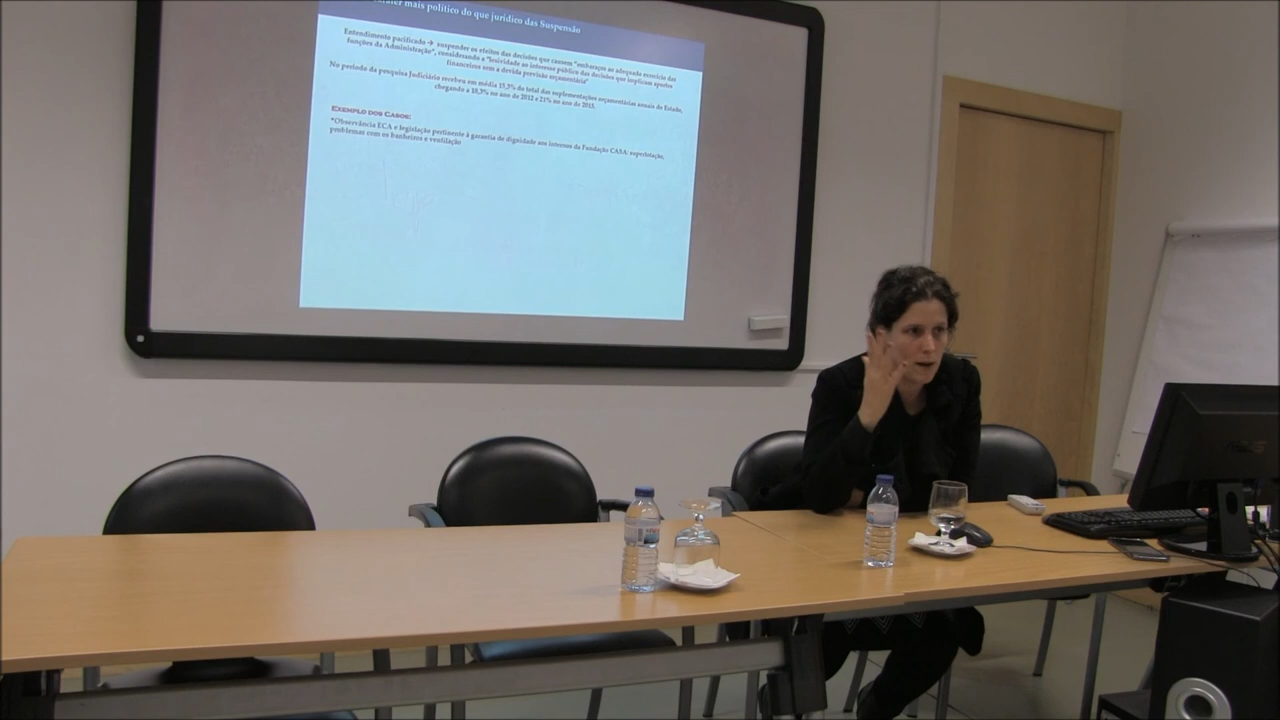 mais político do que jurídico das Suspensão
Entendimento pacificado → suspender os efeitos das decisões que causem "embaraços ao adequado exercício das
funções da Administração", considerando a "lesividade ao interesse público das decisões que implicam aportes
financeiros sem a devida previsão orçamentária"
No período da pesquisa Judiciário recebeu em média 15,5% do total das suplementações orçamentárias anuais do Estado,
chegando a 18,3% no ano de 2012 e 21% no ano de 2015.
EXEMPLO DOS CASOS:
*Observância ECA e legislação pertinente à garantia de dignidade aos internos da Fundação CASA: superlotação,
problemas com os banheiros e ventilação